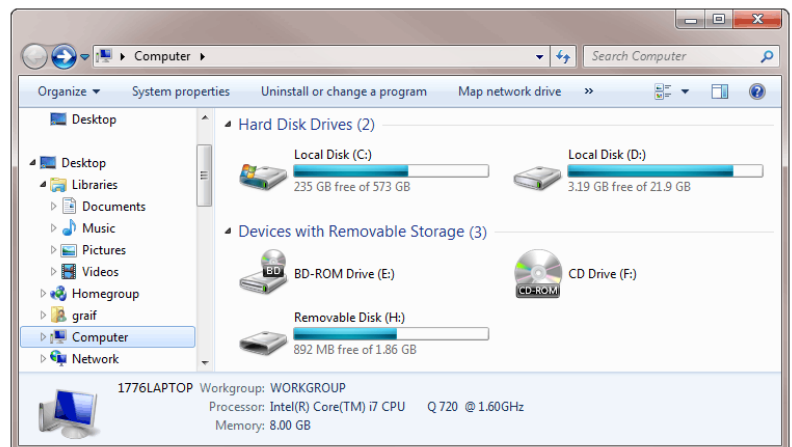 Computer
Search Computer
Organize System properties Uninstall or change a program Map network drive »
Desktop
Desktop
Libraries
Documents
Music
Pictures
Videos
Homegroup
graif
Computer
Network
Hard Disk Drives (2)
Local Disk (C:)
235 GB free of 573 GB
Local Disk (D:)
3.19 GB free of 21.9 GB
Devices with Removable Storage (3)
BD
BD-ROM Drive (E:)
CD-ROM
CD Drive (F:)
Removable Disk (H:)
892 MB free of 1.86 GB
1776LAPTOP Workgroup: WORKGROUP
Processor: Intel(R) Core(TM) i7 CPU Q 720 @ 1.60GHz
Memory: 8.00 GB